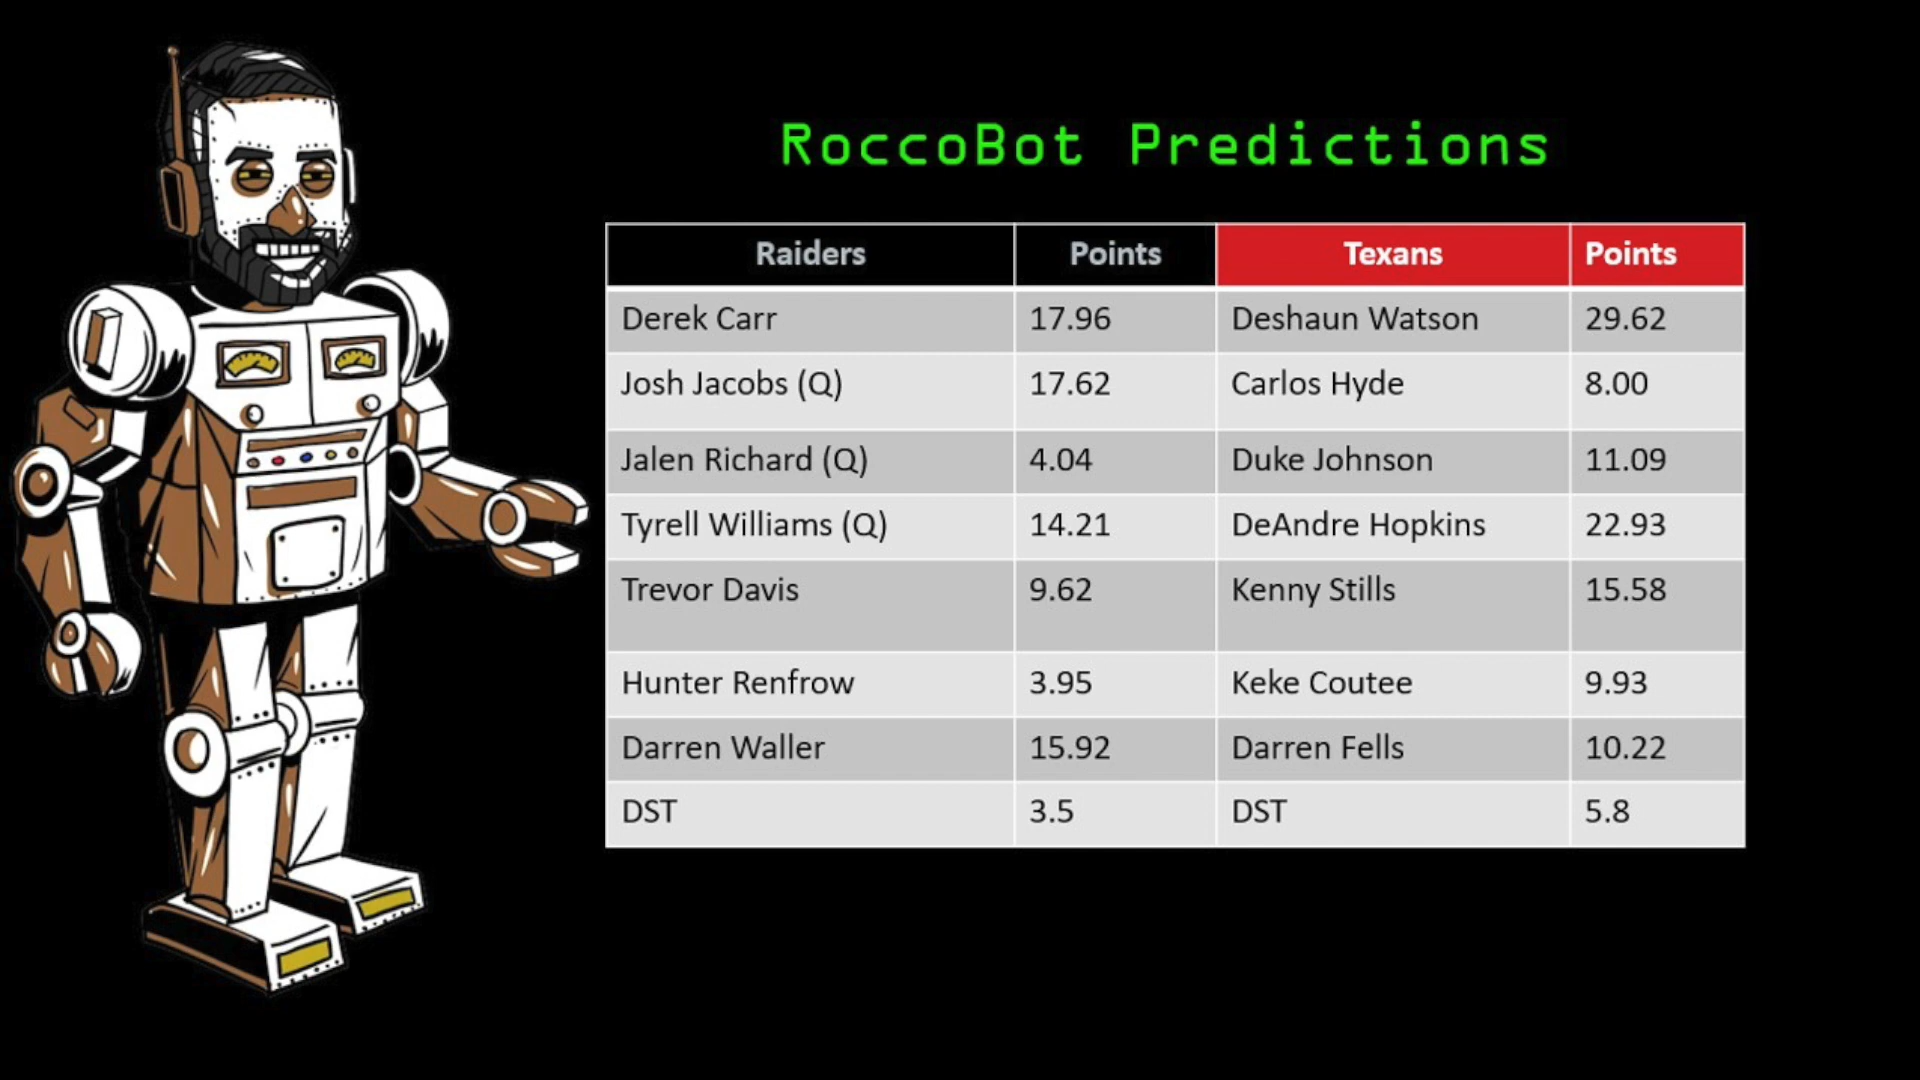 RoccoBot Predictions
Raiders Points Texans Points
Derek Carr 17.96 Deshaun Watson 29.62
Josh Jacobs (Q) 17.62 Carlos Hyde 8.00
Jalen Richard (Q) 4.04 Duke Johnson 11.09
Tyrell Williams (Q) 14.21 DeAndre Hopkins 22.93
Trevor Davis 9.62 Kenny Stills 15.58
Hunter Renfrow 3.95 Keke Coutee 9.93
Darren Waller 15.92 Darren Fells 10.22
DST 3.5 DST 5.8